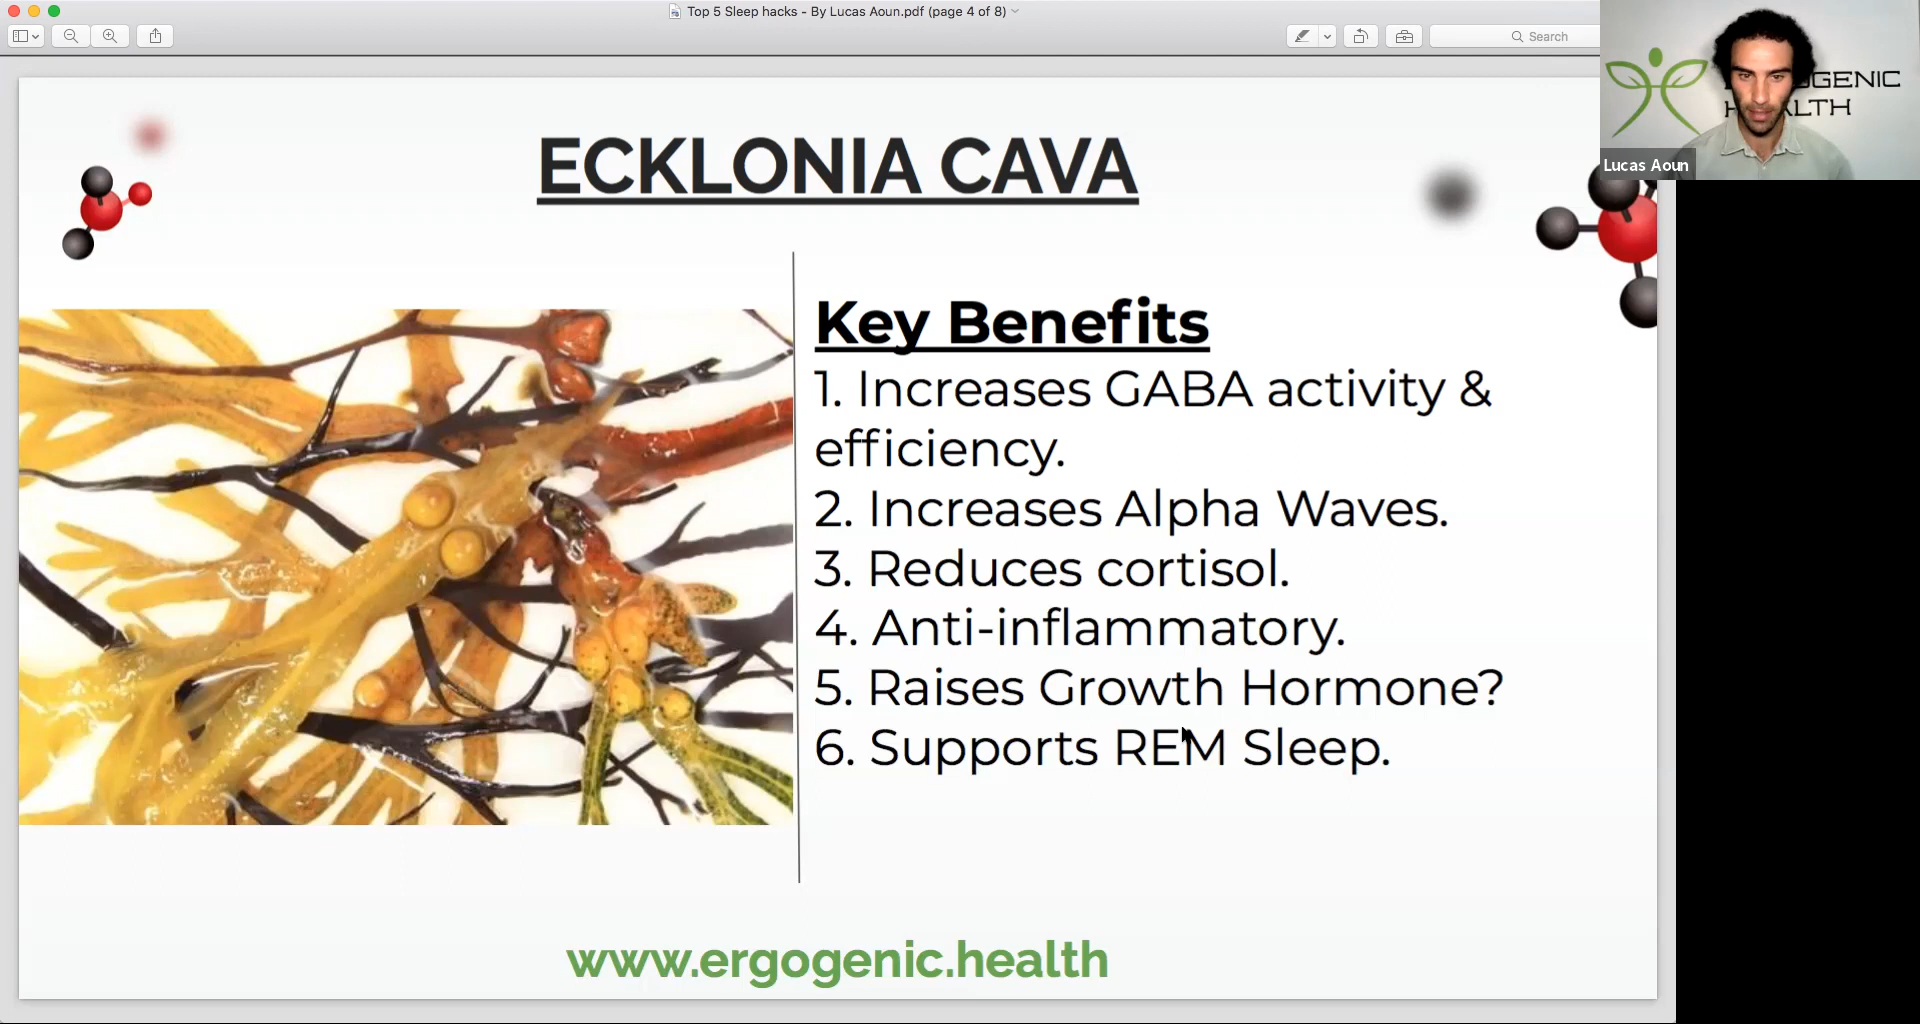 Top 5 Sleep hacks - By Lucas Aoun.pdf (page 4 of 8)
Search
GENIC
HEALTH
Lucas Aoun
ECKLONIA CAVA
Key Benefits
1. Increases GABA activity &
efficiency.
2. Increases Alpha Waves.
3. Reduces cortisol.
4. Anti-inflammatory.
5. Raises Growth Hormone?
6. Supports REM Sleep.
www.ergogenic.health